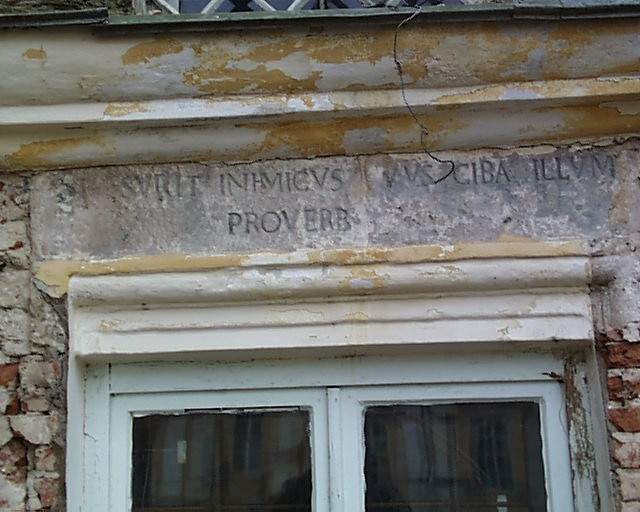 SVRIT INIMICVS VVS CIBA ILLVM
PROVERB